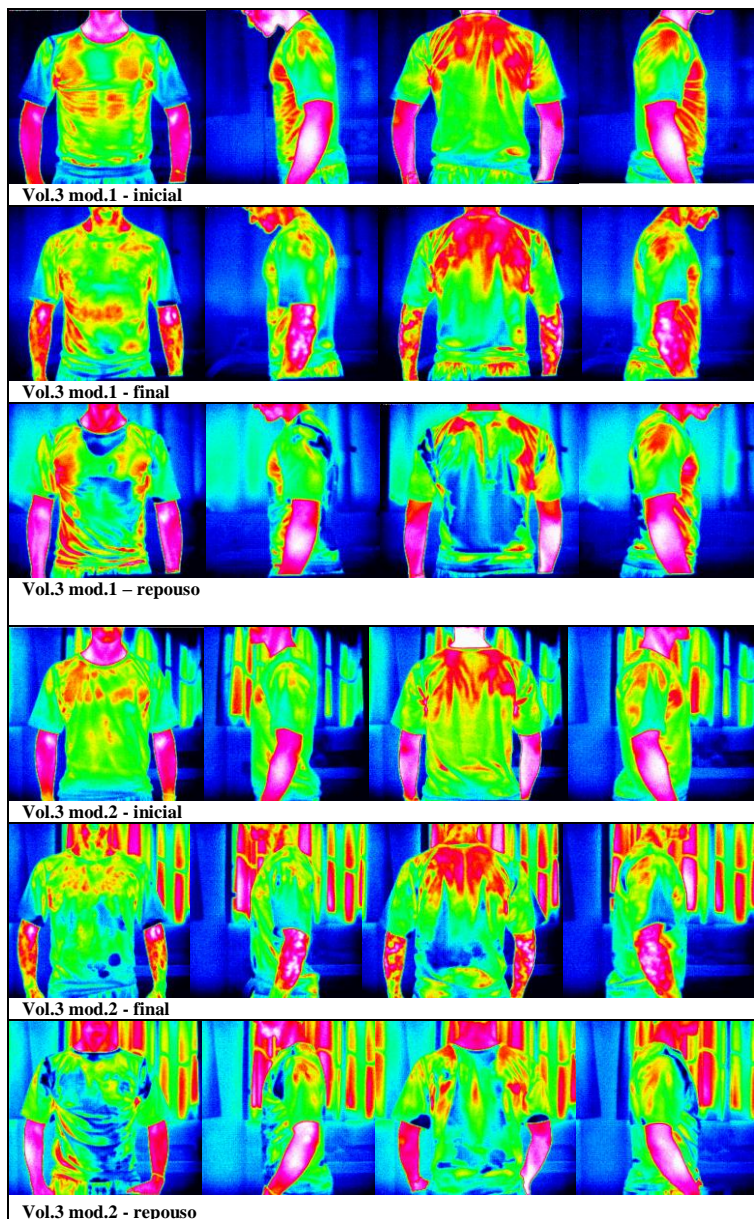 Vol.3 mod.1 - inicial
Vol.3 mod.1 - final
Vol.3 mod.1 – repouso
Vol.3 mod.2 - inicial
Vol.3 mod.2 - final
Vol.3 mod.2 - repouso